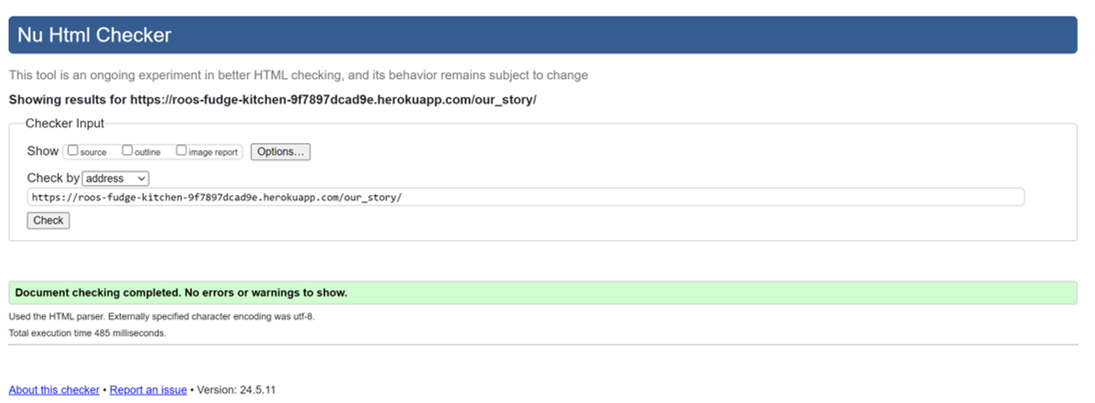 Nu Html Checker
This tool is an ongoing experiment in better HTML checking, and its behavior remains subject to change
Showing results for https://roos-fudge-kitchen-9f7897dcad9e.herokuapp.com/our_story/
Checker Input
Show source outline image report Options...
Check by address
https://roos-fudge-kitchen-9f7897dcad9e.herokuapp.com/our_story/
Check
Document checking completed. No errors or warnings to show.
Used the HTML parser. Externally specified character encoding was utf-8.
Total execution time 485 milliseconds.
About this checker • Report an issue • Version: 24.5.11